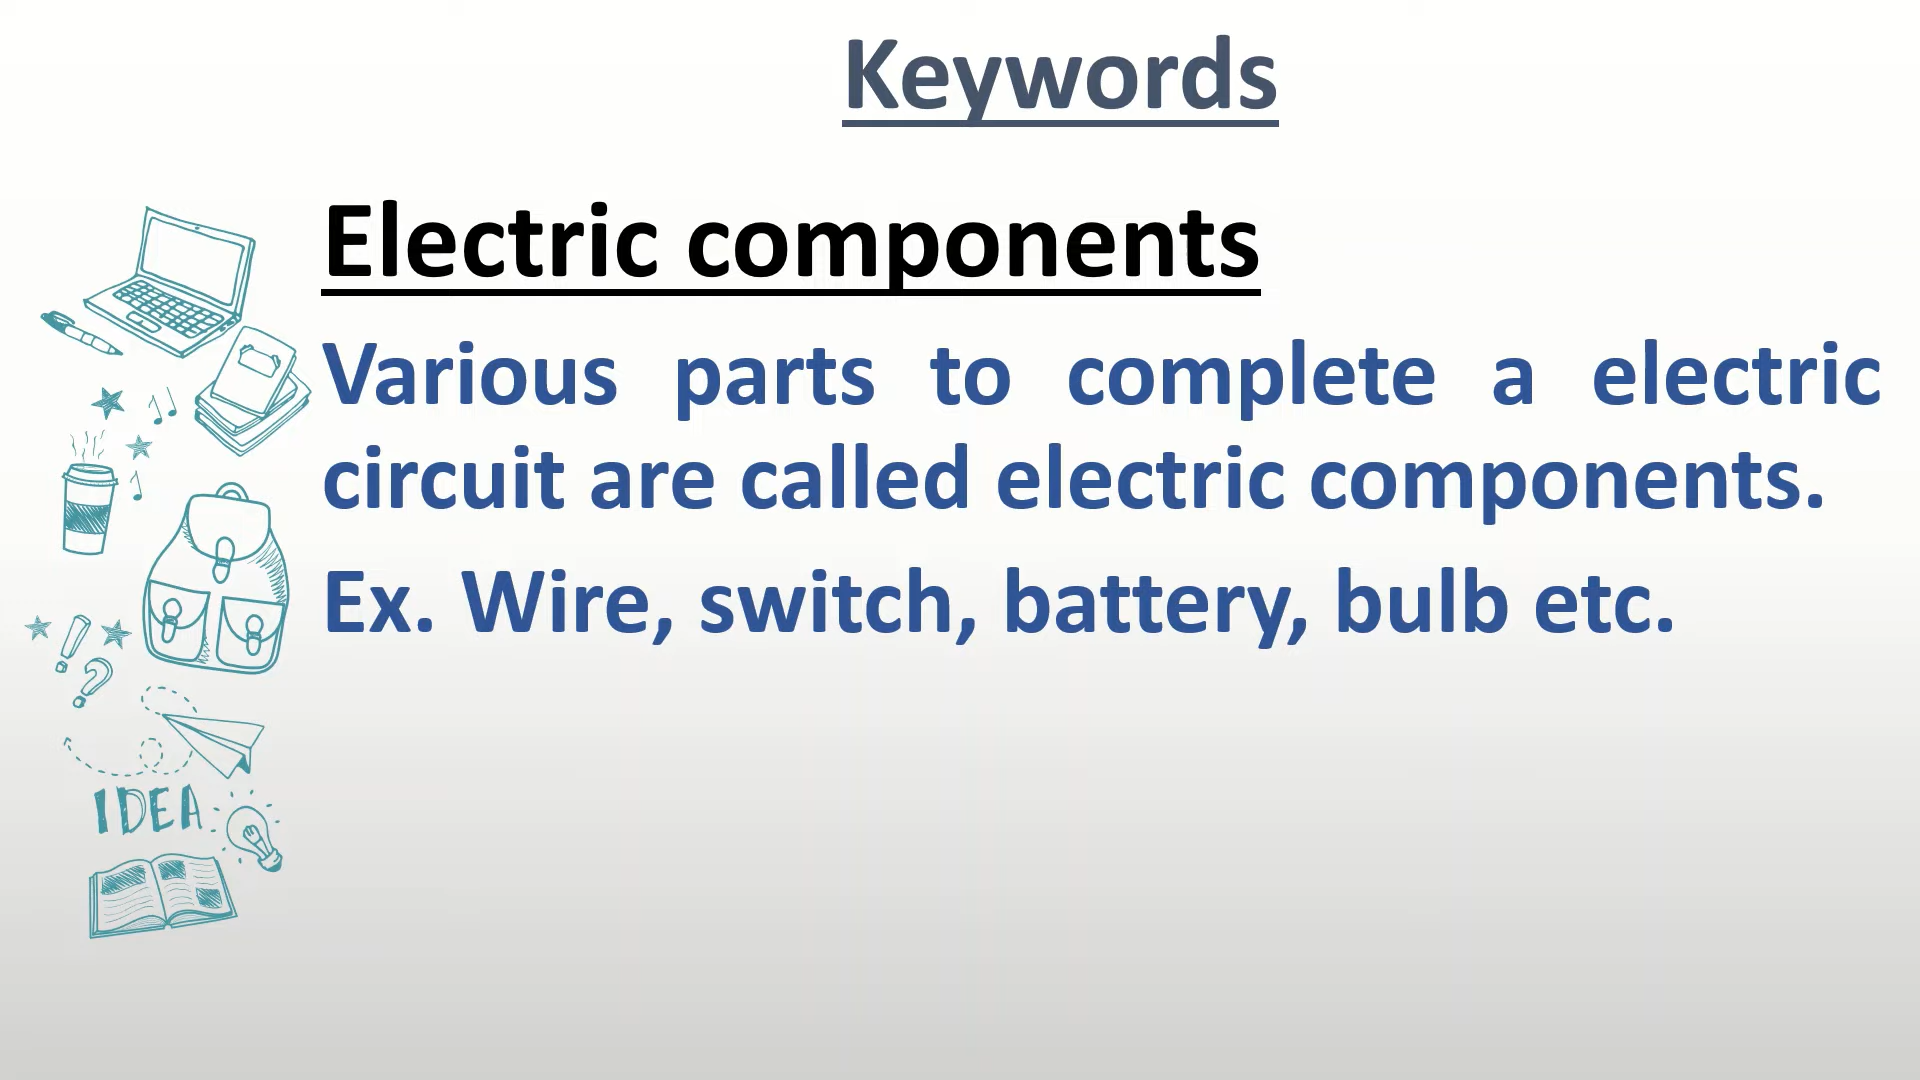 Keywords
Electric components
Various parts to complete a electric
circuit are called electric components.
Ex. Wire, switch, battery, bulb etc.
IDEA